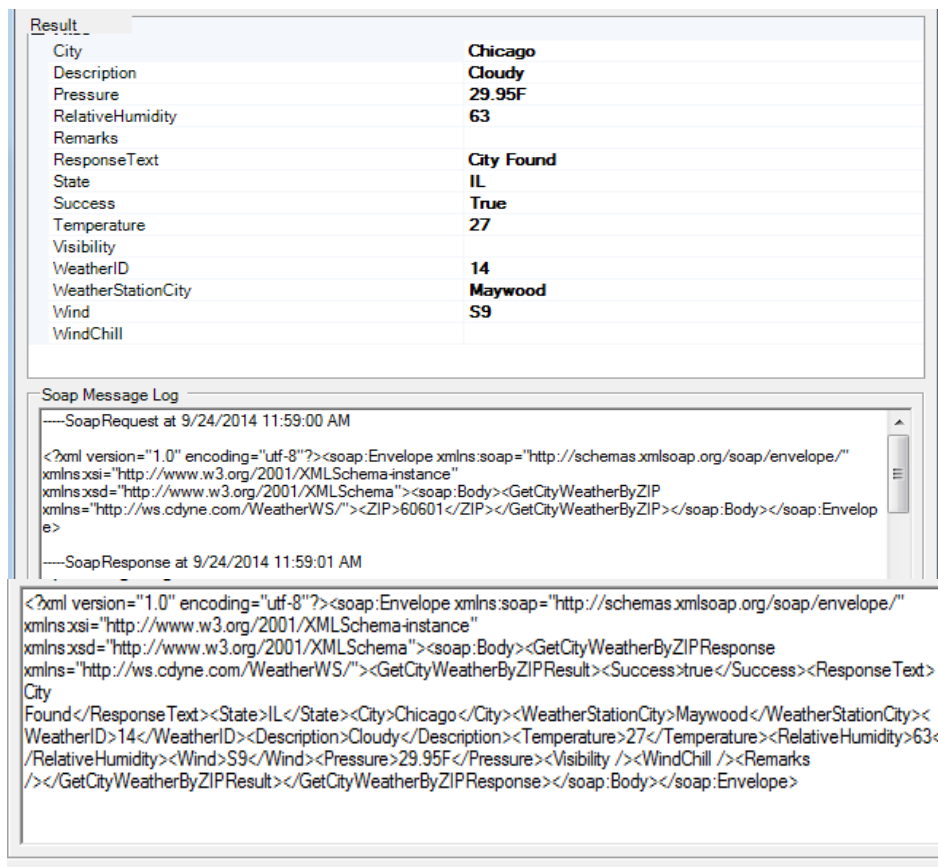 Result
City Chicago
Description Cloudy
Pressure 29.95F
RelativeHumidity 63
Remarks
ResponseText City Found
State IL
Success True
Temperature 27
Visibility
WeatherID 14
WeatherStationCity Maywood
Wind S9
WindChill
Soap Message Log
-----SoapRequest at 9/24/2014 11:59:00 AM
<?xml version="1.0" encoding="utf-8"?><soap:Envelope xmlns:soap="http://schemas.xmlsoap.org/soap/envelope/"
xmlns:xsi="http://www.w3.org/2001/XMLSchema-instance"
xmlns:xsd="http://www.w3.org/2001/XMLSchema"><soap:Body><GetCityWeatherByZIP
xmlns="http://ws.cdyne.com/WeatherWS/"><ZIP>60601</ZIP></GetCityWeatherByZIP></soap:Body></soap:Envelop
e>
-----SoapResponse at 9/24/2014 11:59:01 AM
<?xml version="1.0" encoding="utf-8"?><soap:Envelope xmlns:soap="http://schemas.xmlsoap.org/soap/envelope/"
xmlns:xsi="http://www.w3.org/2001/XMLSchema-instance"
xmlns:xsd="http://www.w3.org/2001/XMLSchema"><soap:Body><GetCityWeatherByZIPResponse
xmlns="http://ws.cdyne.com/WeatherWS/"><GetCityWeatherByZIPResult><Success>true</Success><ResponseText>
City
Found</ResponseText><State>IL</State><City>Chicago</City><WeatherStationCity>Maywood</WeatherStationCity><
WeatherID>14</WeatherID><Description>Cloudy</Description><Temperature>27</Temperature><RelativeHumidity>63<
/RelativeHumidity><Wind>S9</Wind><Pressure>29.95F</Pressure><Visibility /><WindChill /><Remarks
/></GetCityWeatherByZIPResult></GetCityWeatherByZIPResponse></soap:Body></soap:Envelope>